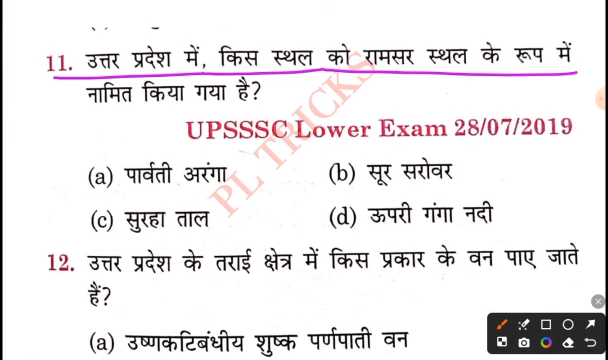 11. उत्तर प्रदेश में, किस स्थल को रामसर स्थल के रूप में
नामित किया गया है?
UPSSSC Lower Exam 28/07/2019
PL TRICKS
(a) पार्वती अरंगा (b) सूर सरोवर
(c) सुरहा ताल (d) ऊपरी गंगा नदी
12. उत्तर प्रदेश के तराई क्षेत्र में किस प्रकार के वन पाए जाते
हैं?
(a) उष्णकटिबंधीय शुष्क पर्णपाती वन